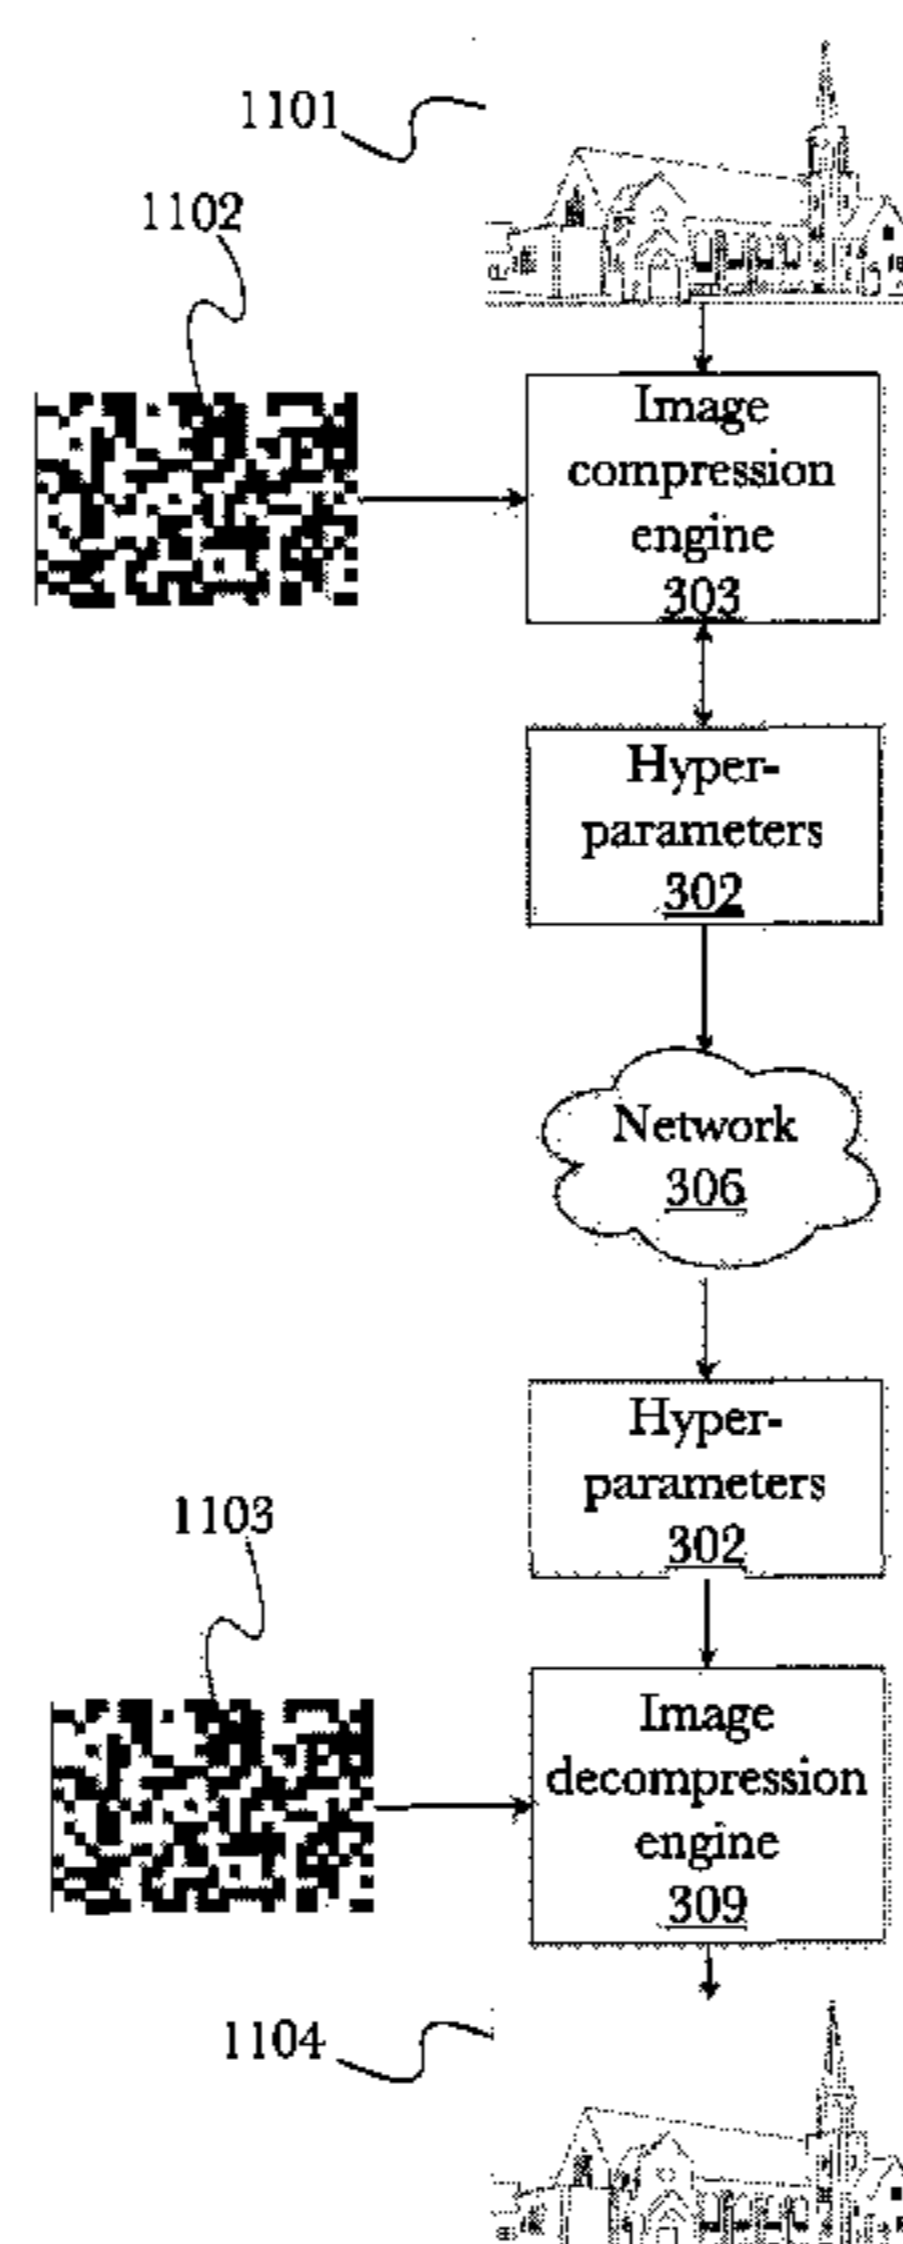 1101
1102
Image
compression
engine
303
Hyper-
parameters
302
Network
306
Hyper-
parameters
302
1103
Image
decompression
engine
309
1104